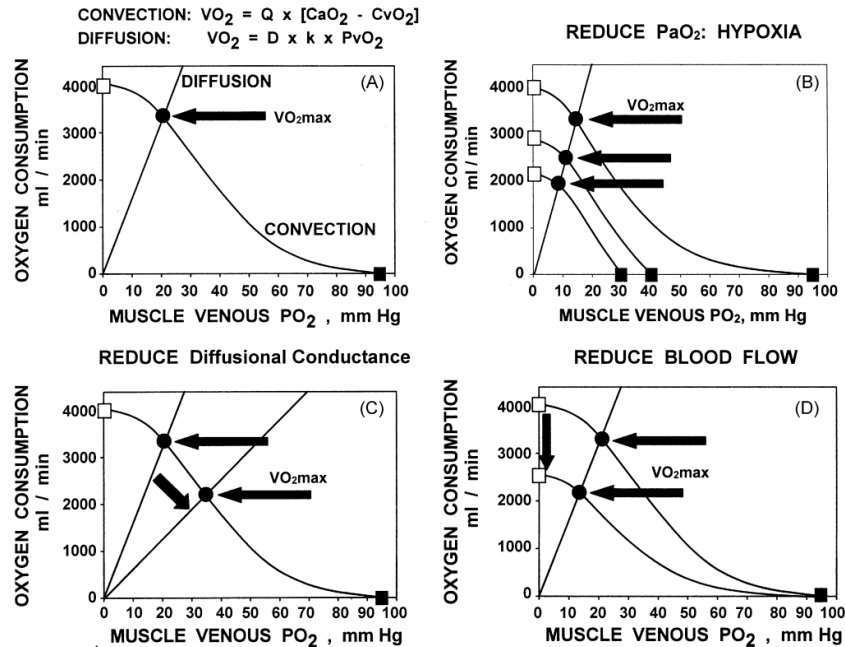 CONVECTION: VO2 = Q x [CaO2 - CvO2]
DIFFUSION: VO2 = D x k x PvO2
(A)
OXYGEN CONSUMPTION
ml / min
4000
3000
2000
1000
0
DIFFUSION
VO2max
CONVECTION
0 10 20 30 40 50 60 70 80 90 100
MUSCLE VENOUS PO2 , mm Hg
REDUCE PaO2: HYPOXIA
(B)
OXYGEN CONSUMPTION
ml / min
4000
3000
2000
1000
0
VO2max
0 10 20 30 40 50 60 70 80 90 100
MUSCLE VENOUS PO2, mm Hg
REDUCE Diffusional Conductance
(C)
OXYGEN CONSUMPTION
ml / min
4000
3000
2000
1000
0
VO2max
0 10 20 30 40 50 60 70 80 90 100
MUSCLE VENOUS PO2 , mm Hg
REDUCE BLOOD FLOW
(D)
OXYGEN CONSUMPTION
ml / min
4000
3000
2000
1000
0
VO2max
0 10 20 30 40 50 60 70 80 90 100
MUSCLE VENOUS PO2 , mm Hg